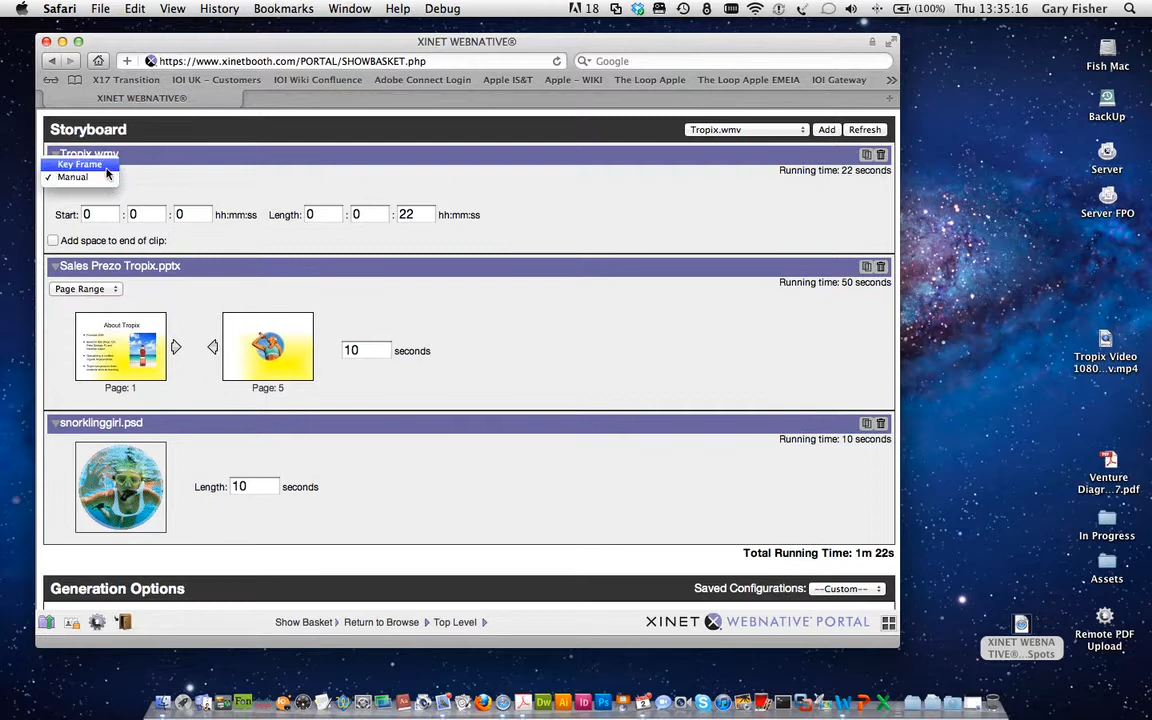 Safari File Edit View History Bookmarks Window Help Debug 18 (100%) Thu 13:35:16 Gary Fisher
XINET WEBNATIVE®
https://www.xinetbooth.com/PORTAL/SHOWBASKET.php
Google
X17 Transition IOI UK - Customers IOI Wiki Confluence Adobe Connect Login Apple IS&T Apple - WIKI The Loop Apple The Loop Apple EMEIA IOI Gateway
XINET WEBNATIVE®
Storyboard Tropix.wmv Add Refresh
Tropix.wmv
Key Frame
Manual
Running time: 22 seconds
Start: 0 : 0 : 0 hh:mm:ss Length: 0 : 0 : 22 hh:mm:ss
Add space to end of clip:
Sales Prezo Tropix.pptx
Running time: 50 seconds
Page Range
About Tropix
10 seconds
Page: 1 Page: 5
snorklinggirl.psd
Running time: 10 seconds
Length: 10 seconds
Total Running Time: 1m 22s
Generation Options Saved Configurations: --Custom--
Show Basket Return to Browse Top Level XINET WEBNATIVE® PORTAL
Fish Mac
BackUp
Server
Server FPO
Tropix Video
1080...v.mp4
Venture
Diagr...7.pdf
In Progress
Assets
Remote PDF
Upload
XINET WEBNA
TIVE®...Spots
Fon
Dw Ai Id Ps